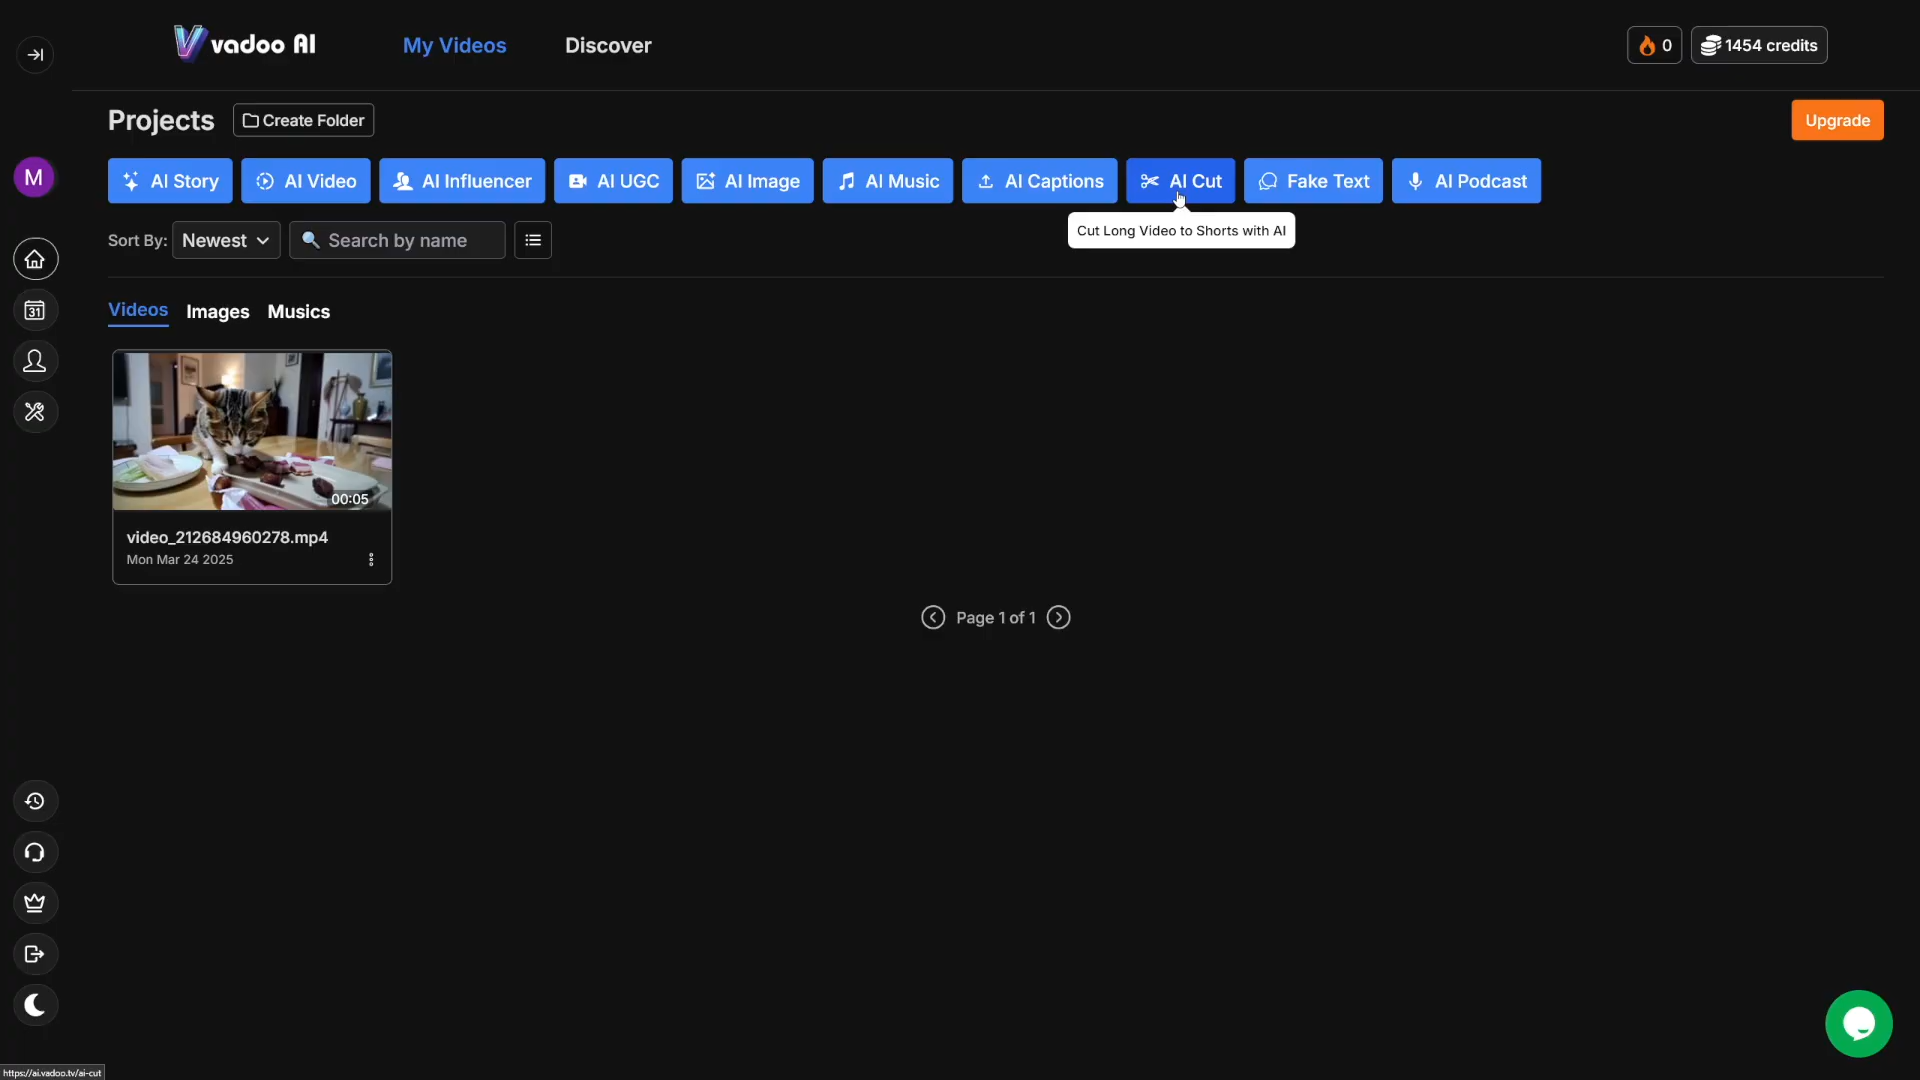 vadoo AI
My Videos
Discover
0
1454 credits
Projects
Create Folder
Upgrade
AI Story
AI Video
AI Influencer
AI UGC
AI Image
AI Music
AI Captions
AI Cut
Fake Text
AI Podcast
Sort By:
Newest
Search by name
Cut Long Video to Shorts with AI
M
31
Videos
Images
Musics
00:05
video_212684960278.mp4
Mon Mar 24 2025
Page 1 of 1
https://ai.vadoo.tv/ai-cut